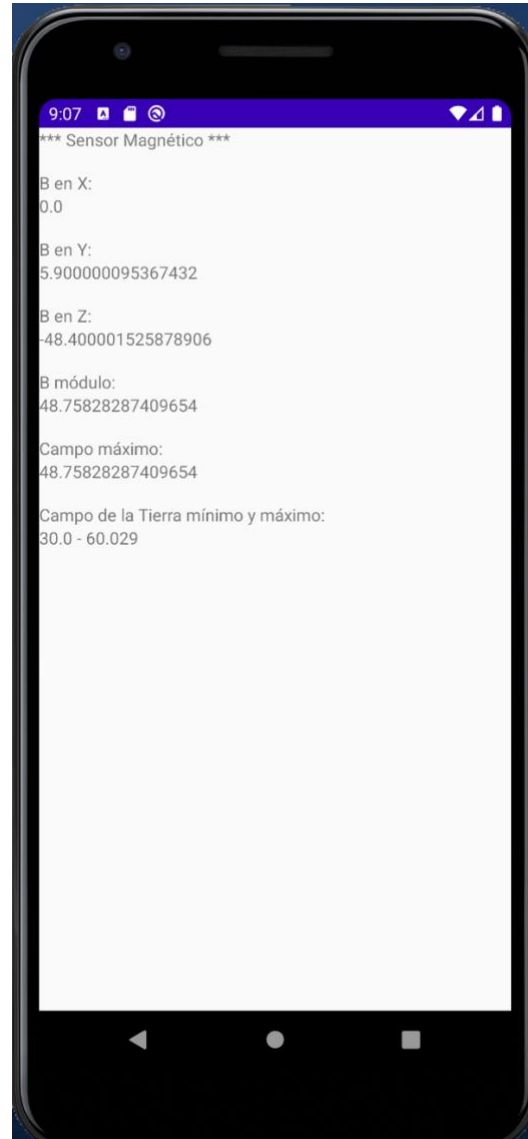 9:07
*** Sensor Magnético ***
B en X:
0.0
B en Y:
5.900000095367432
B en Z:
-48.400001525878906
B módulo:
48.75828287409654
Campo máximo:
48.75828287409654
Campo de la Tierra mínimo y máximo:
30.0 - 60.029